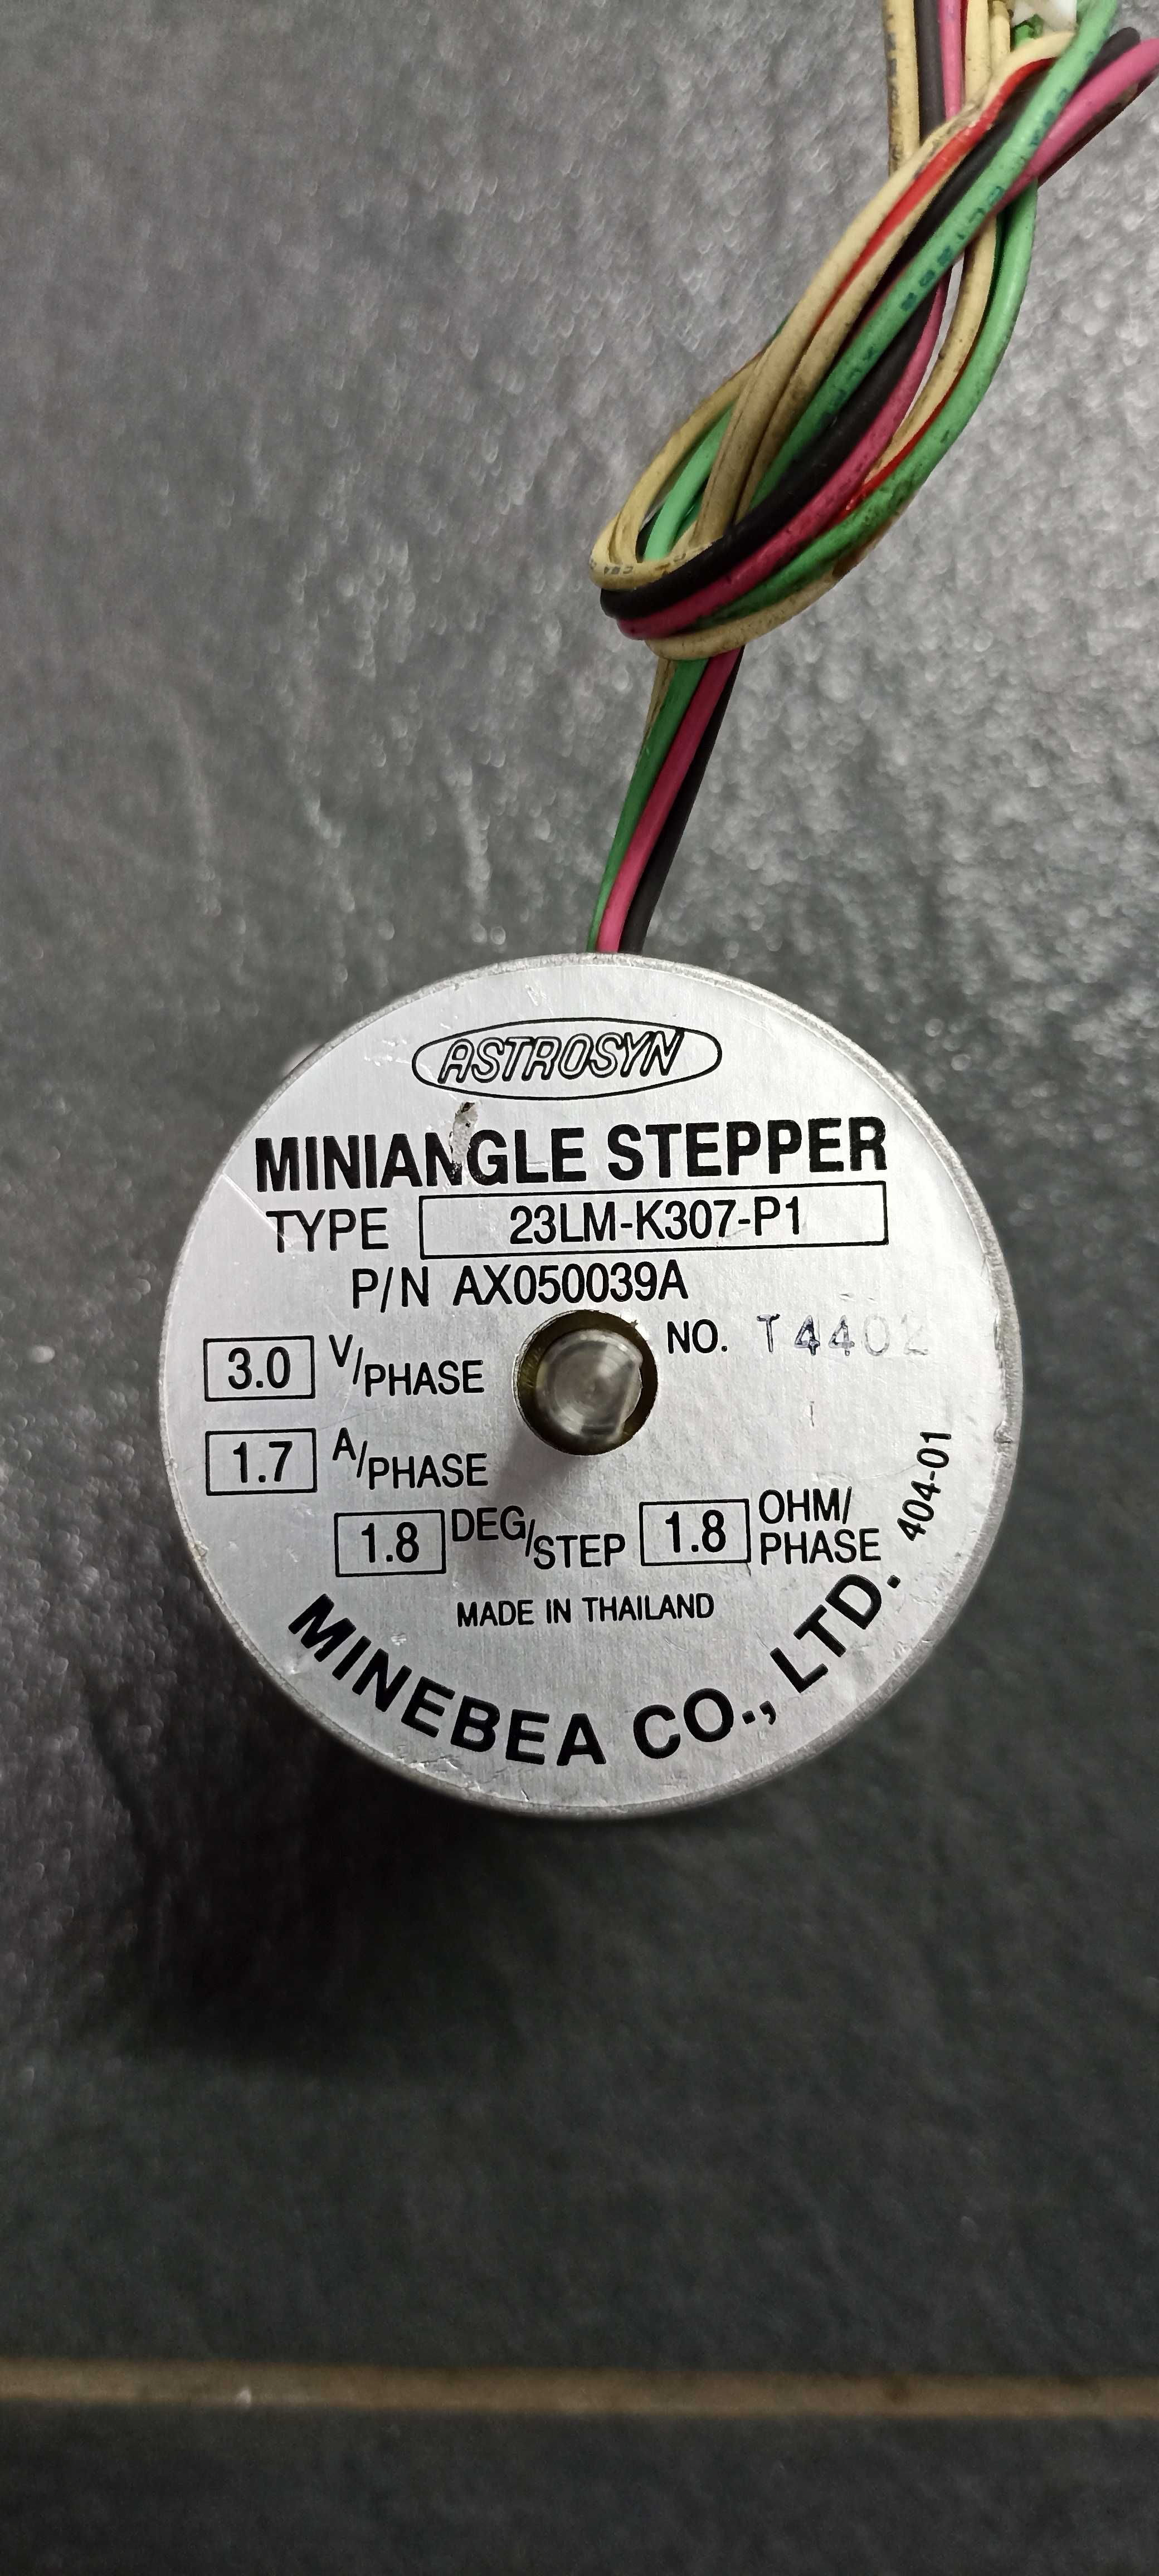 ASTROSYN
MINIANGLE STEPPER
TYPE 23LM-K307-P1
P/N AX050039A
NO. T4402
3.0 V/PHASE
1.7 A/PHASE
1.8 DEG/STEP 1.8 OHM/PHASE
404-01
MADE IN THAILAND
MINEBEA CO., LTD.